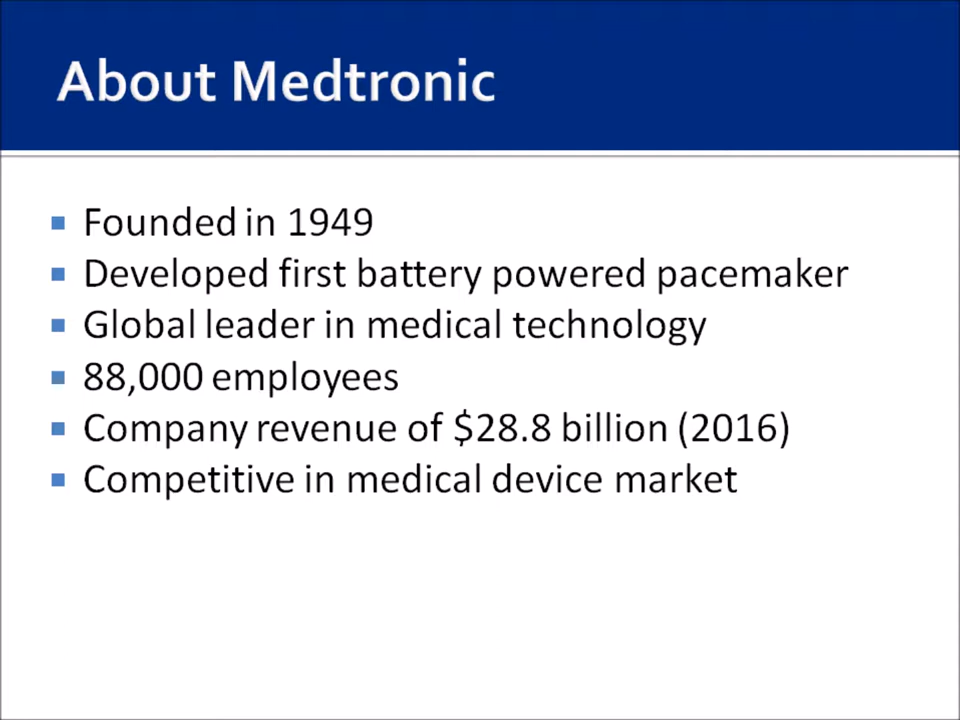 About Medtronic
Founded in 1949
Developed first battery powered pacemaker
Global leader in medical technology
88,000 employees
Company revenue of $28.8 billion (2016)
Competitive in medical device market